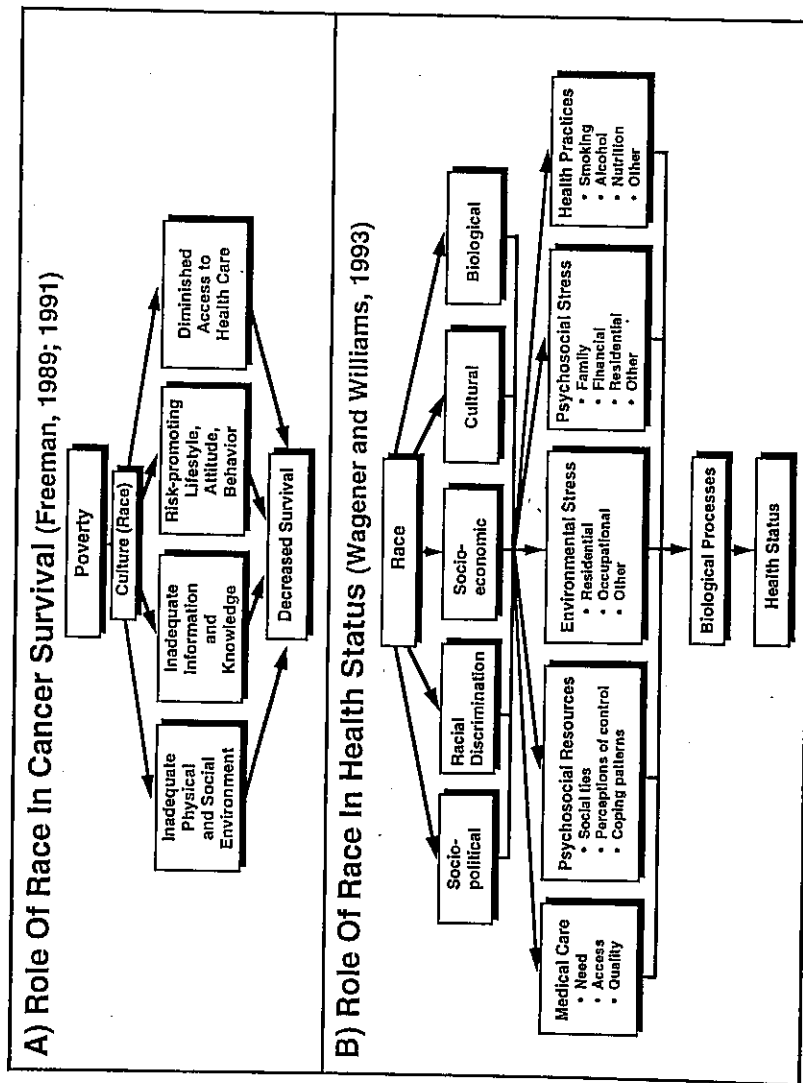 A) Role Of Race In Cancer Survival (Freeman, 1989; 1991)
Poverty
Culture (Race)
Inadequate
Physical
and Social
Environment
Inadequate
Information
and
Knowledge
Risk-promoting
Lifestyle,
Attitude,
Behavior
Diminished
Access to
Health Care
Decreased Survival
B) Role Of Race In Health Status (Wagener and Williams, 1993)
Race
Socio-
political
Racial
Discrimination
Socio-
economic
Cultural
Biological
Medical Care
• Need
• Access
• Quality
Psychosocial Resources
• Social ties
• Perceptions of control
• Coping patterns
Environmental Stress
• Residential
• Occupational
• Other
Psychosocial Stress
• Family
• Financial
• Residential
• Other
Health Practices
• Smoking
• Alcohol
• Nutrition
• Other
Biological Processes
Health Status